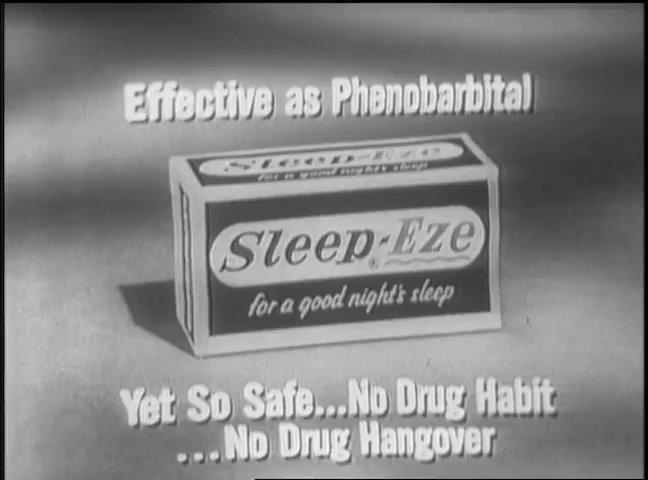 Effective as Phenobarbital
Sleep-Eze
for a good night's sleep
Sleep-Eze®
for a good night's sleep
Yet So Safe...No Drug Habit
...No Drug Hangover